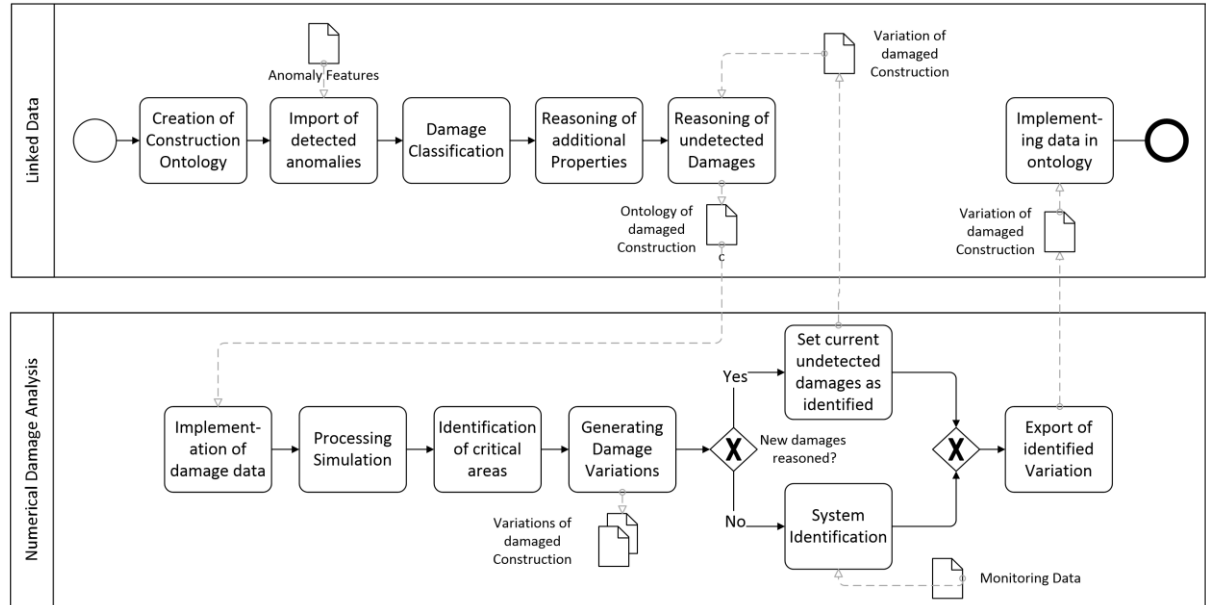 Linked Data
Anomaly Features
Variation of
damaged
Construction
Creation of
Construction
Ontology
Import of
detected
anomalies
Damage
Classification
Reasoning of
additional
Properties
Reasoning of
undetected
Damages
Implement-
ing data in
ontology
Ontology of
damaged
Construction
c
Variation of
damaged
Construction
Numerical Damage Analysis
Set current
undetected
damages as
identified
Yes
Implement-
ation of
damage data
Processing
Simulation
Identification
of critical
areas
Generating
Damage
Variations
X
New damages
reasoned?
X
Export of
identified
Variation
No
System
Identification
Variations of
damaged
Construction
Monitoring Data